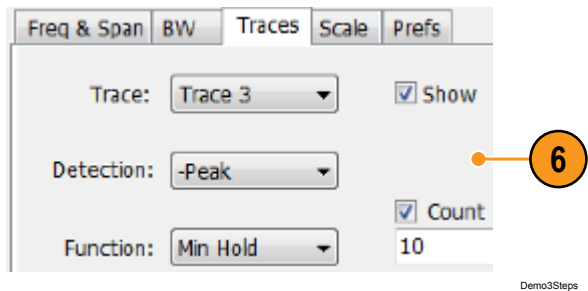 Freq & Span BW Traces Scale Prefs
Trace: Trace 3 Show
6
Detection: -Peak
Count
Function: Min Hold 10
Demo3Steps